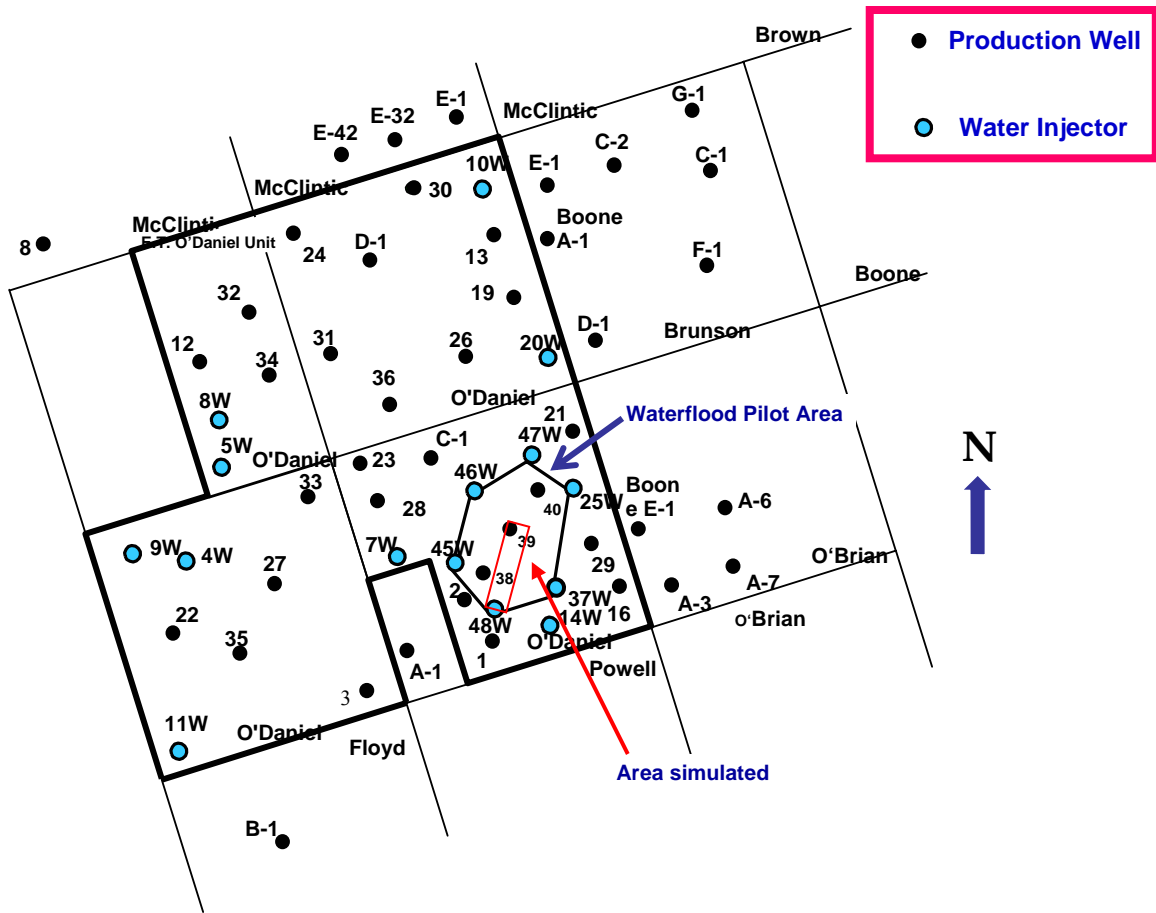 Brown
Production Well
Water Injector
G-1
E-1
E-32
E-42
McClintic
C-2
C-1
10W
E-1
McClintic
30
McClinti
E.T. O'Daniel Unit
8
24
D-1
13
Boone
A-1
F-1
Boone
32
19
D-1
Brunson
12
34
31
26
20W
36
O'Daniel
8W
21
Waterflood Pilot Area
C-1
47W
5W
O'Daniel
23
46W
33
28
40
25W
Boon
e E-1
A-6
N
9W
4W
27
7W
45W
39
38
29
O'Brian
2
37W
16
A-3
A-7
o'Brian
22
35
48W
14W
O'Daniel
1
Powell
A-1
3
11W
O'Daniel
Floyd
Area simulated
B-1